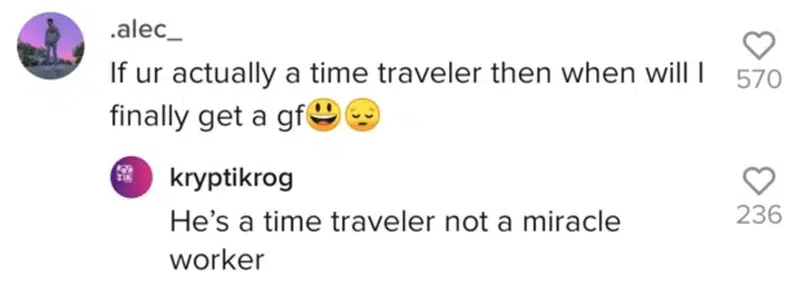 .alec_
If ur actually a time traveler then when will I
finally get a gf😃😔
570
kryptikrog
He's a time traveler not a miracle
worker
236